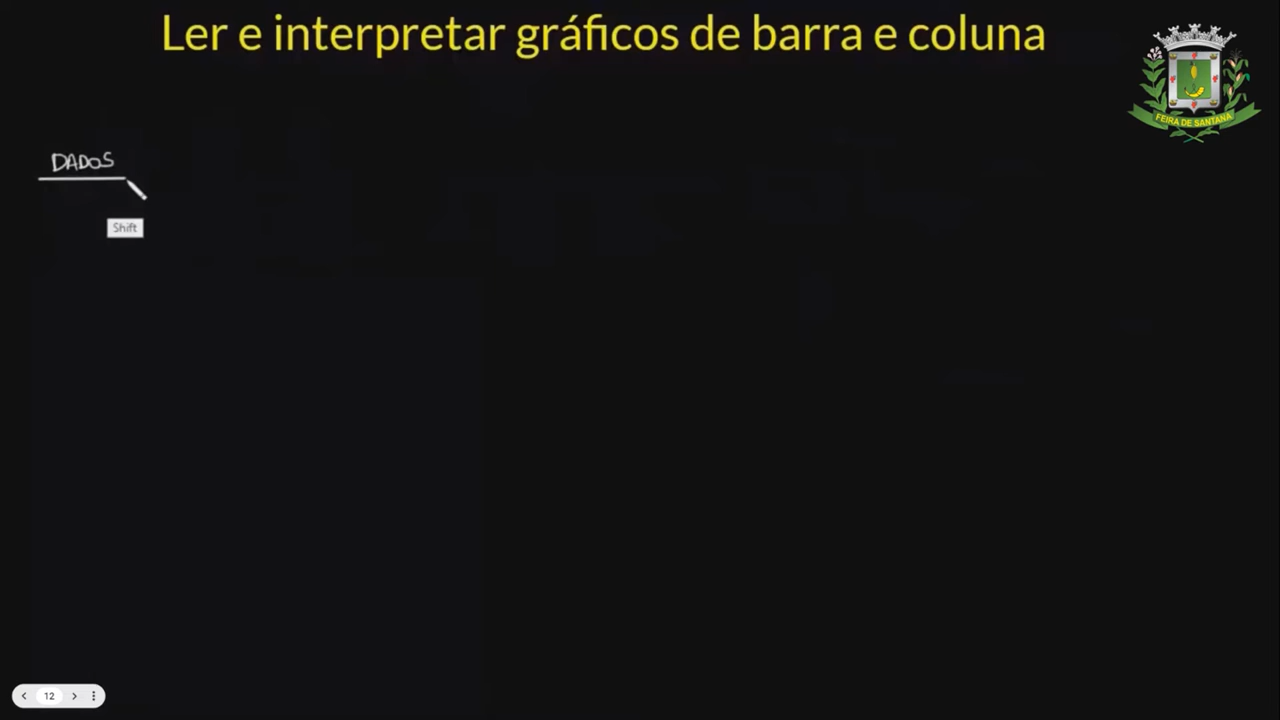 Ler e interpretar gráficos de barra e coluna
FEIRA DE SANTANA
DADOS
Shift
12